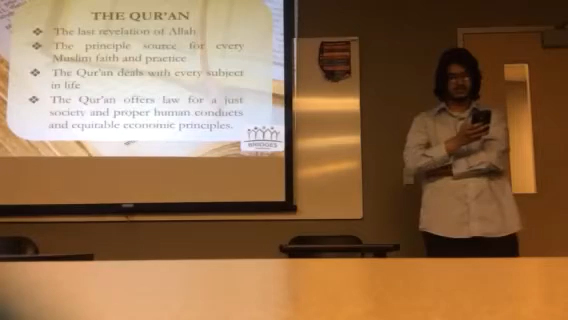 THE QUR'AN
❖ The last revelation of Allah
❖ The principle source for every
Muslim faith and practice
❖ The Qur'an deals with every subject
in life
❖ The Qur'an offers law for a just
society and proper human conducts
and equitable economic principles.
BRIDGES